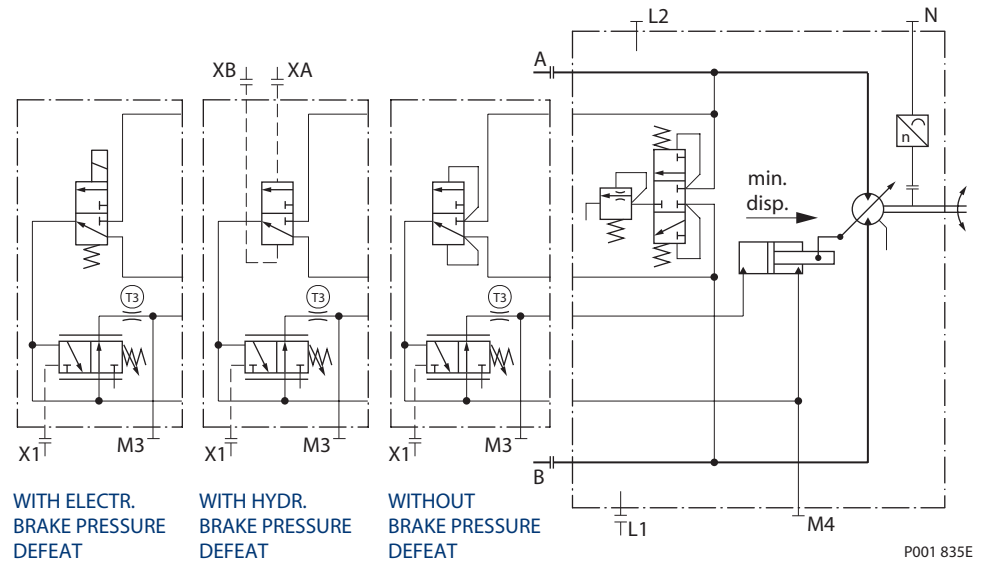 L2
N
XB
XA
A
n
min.
disp.
T3
T3
T3
X1
M3
X1
M3
X1
M3
B
L1
M4
WITH ELECTR.
BRAKE PRESSURE
DEFEAT
WITH HYDR.
BRAKE PRESSURE
DEFEAT
WITHOUT
BRAKE PRESSURE
DEFEAT
P001 835E